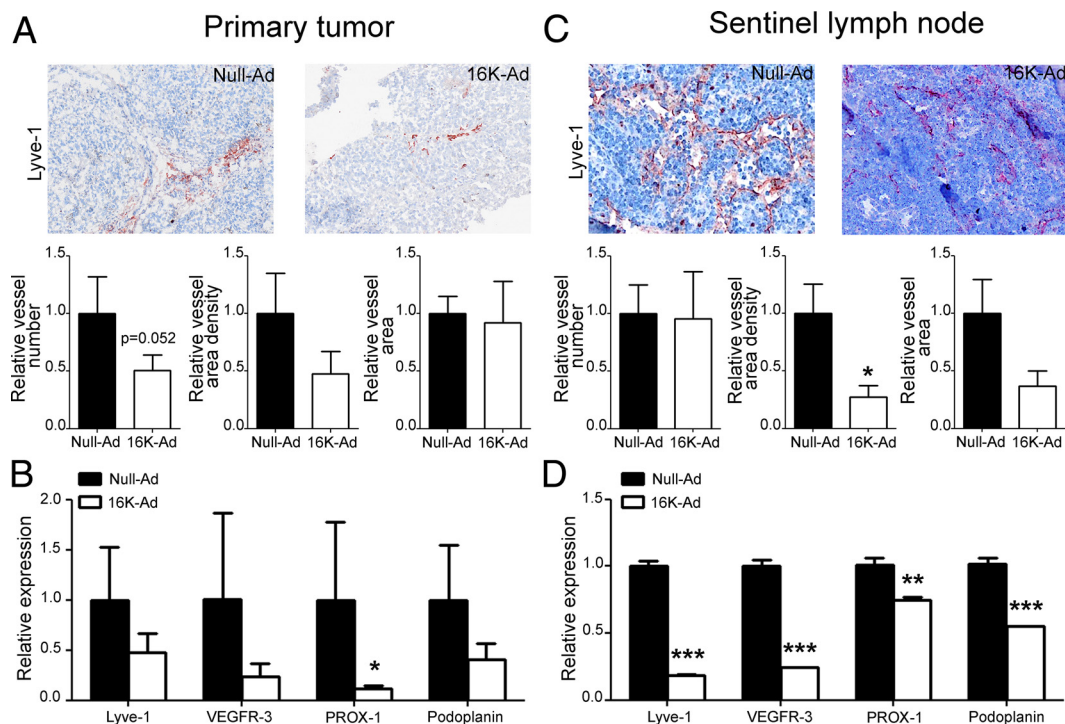 A
Primary tumor
Lyve-1
Null-Ad
16K-Ad
Relative vessel
number
1.5
1.0
0.5
0.0
p=0.052
Null-Ad 16K-Ad
Relative vessel
area density
1.5
1.0
0.5
0.0
Null-Ad 16K-Ad
Relative vessel
area
1.5
1.0
0.5
0.0
Null-Ad 16K-Ad
C
Sentinel lymph node
Lyve-1
Null-Ad
16K-Ad
Relative vessel
number
1.5
1.0
0.5
0.0
Null-Ad 16K-Ad
Relative vessel
area density
1.5
1.0
0.5
0.0
*
Null-Ad 16K-Ad
Relative vessel
area
1.5
1.0
0.5
0.0
Null-Ad 16K-Ad
B
Null-Ad
16K-Ad
Relative expression
2.0
1.5
1.0
0.5
0.0
*
Lyve-1 VEGFR-3 PROX-1 Podoplanin
D
Null-Ad
16K-Ad
Relative expression
1.5
1.0
0.5
0.0
*** *** ** ***
Lyve-1 VEGFR-3 PROX-1 Podoplanin